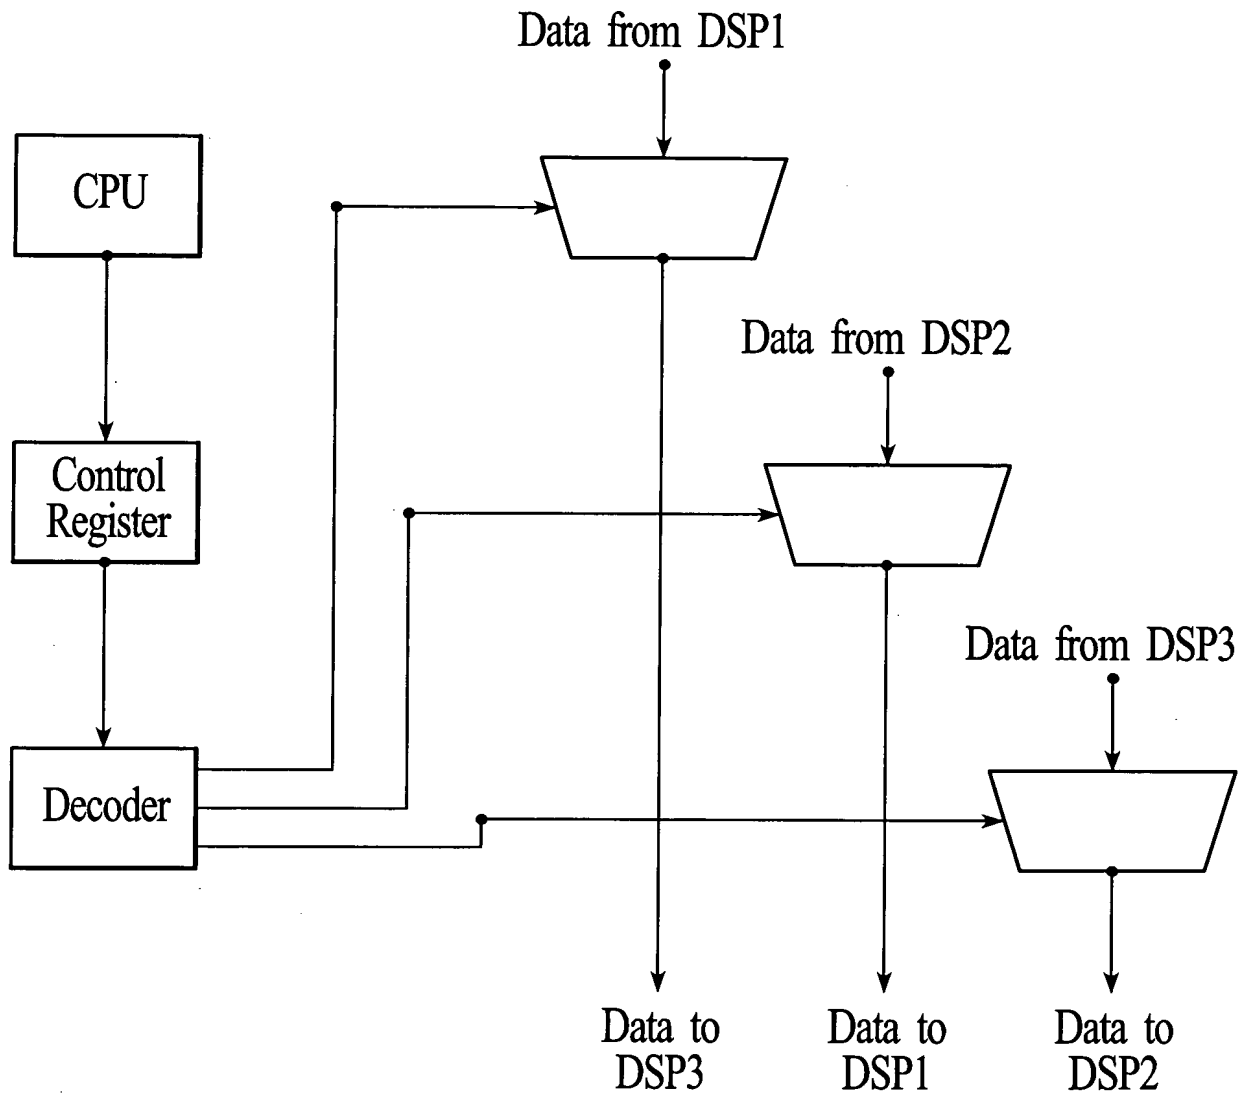 Data from DSP1
CPU
Data from DSP2
Control
Register
Data from DSP3
Decoder
Data to
DSP3
Data to
DSP1
Data to
DSP2